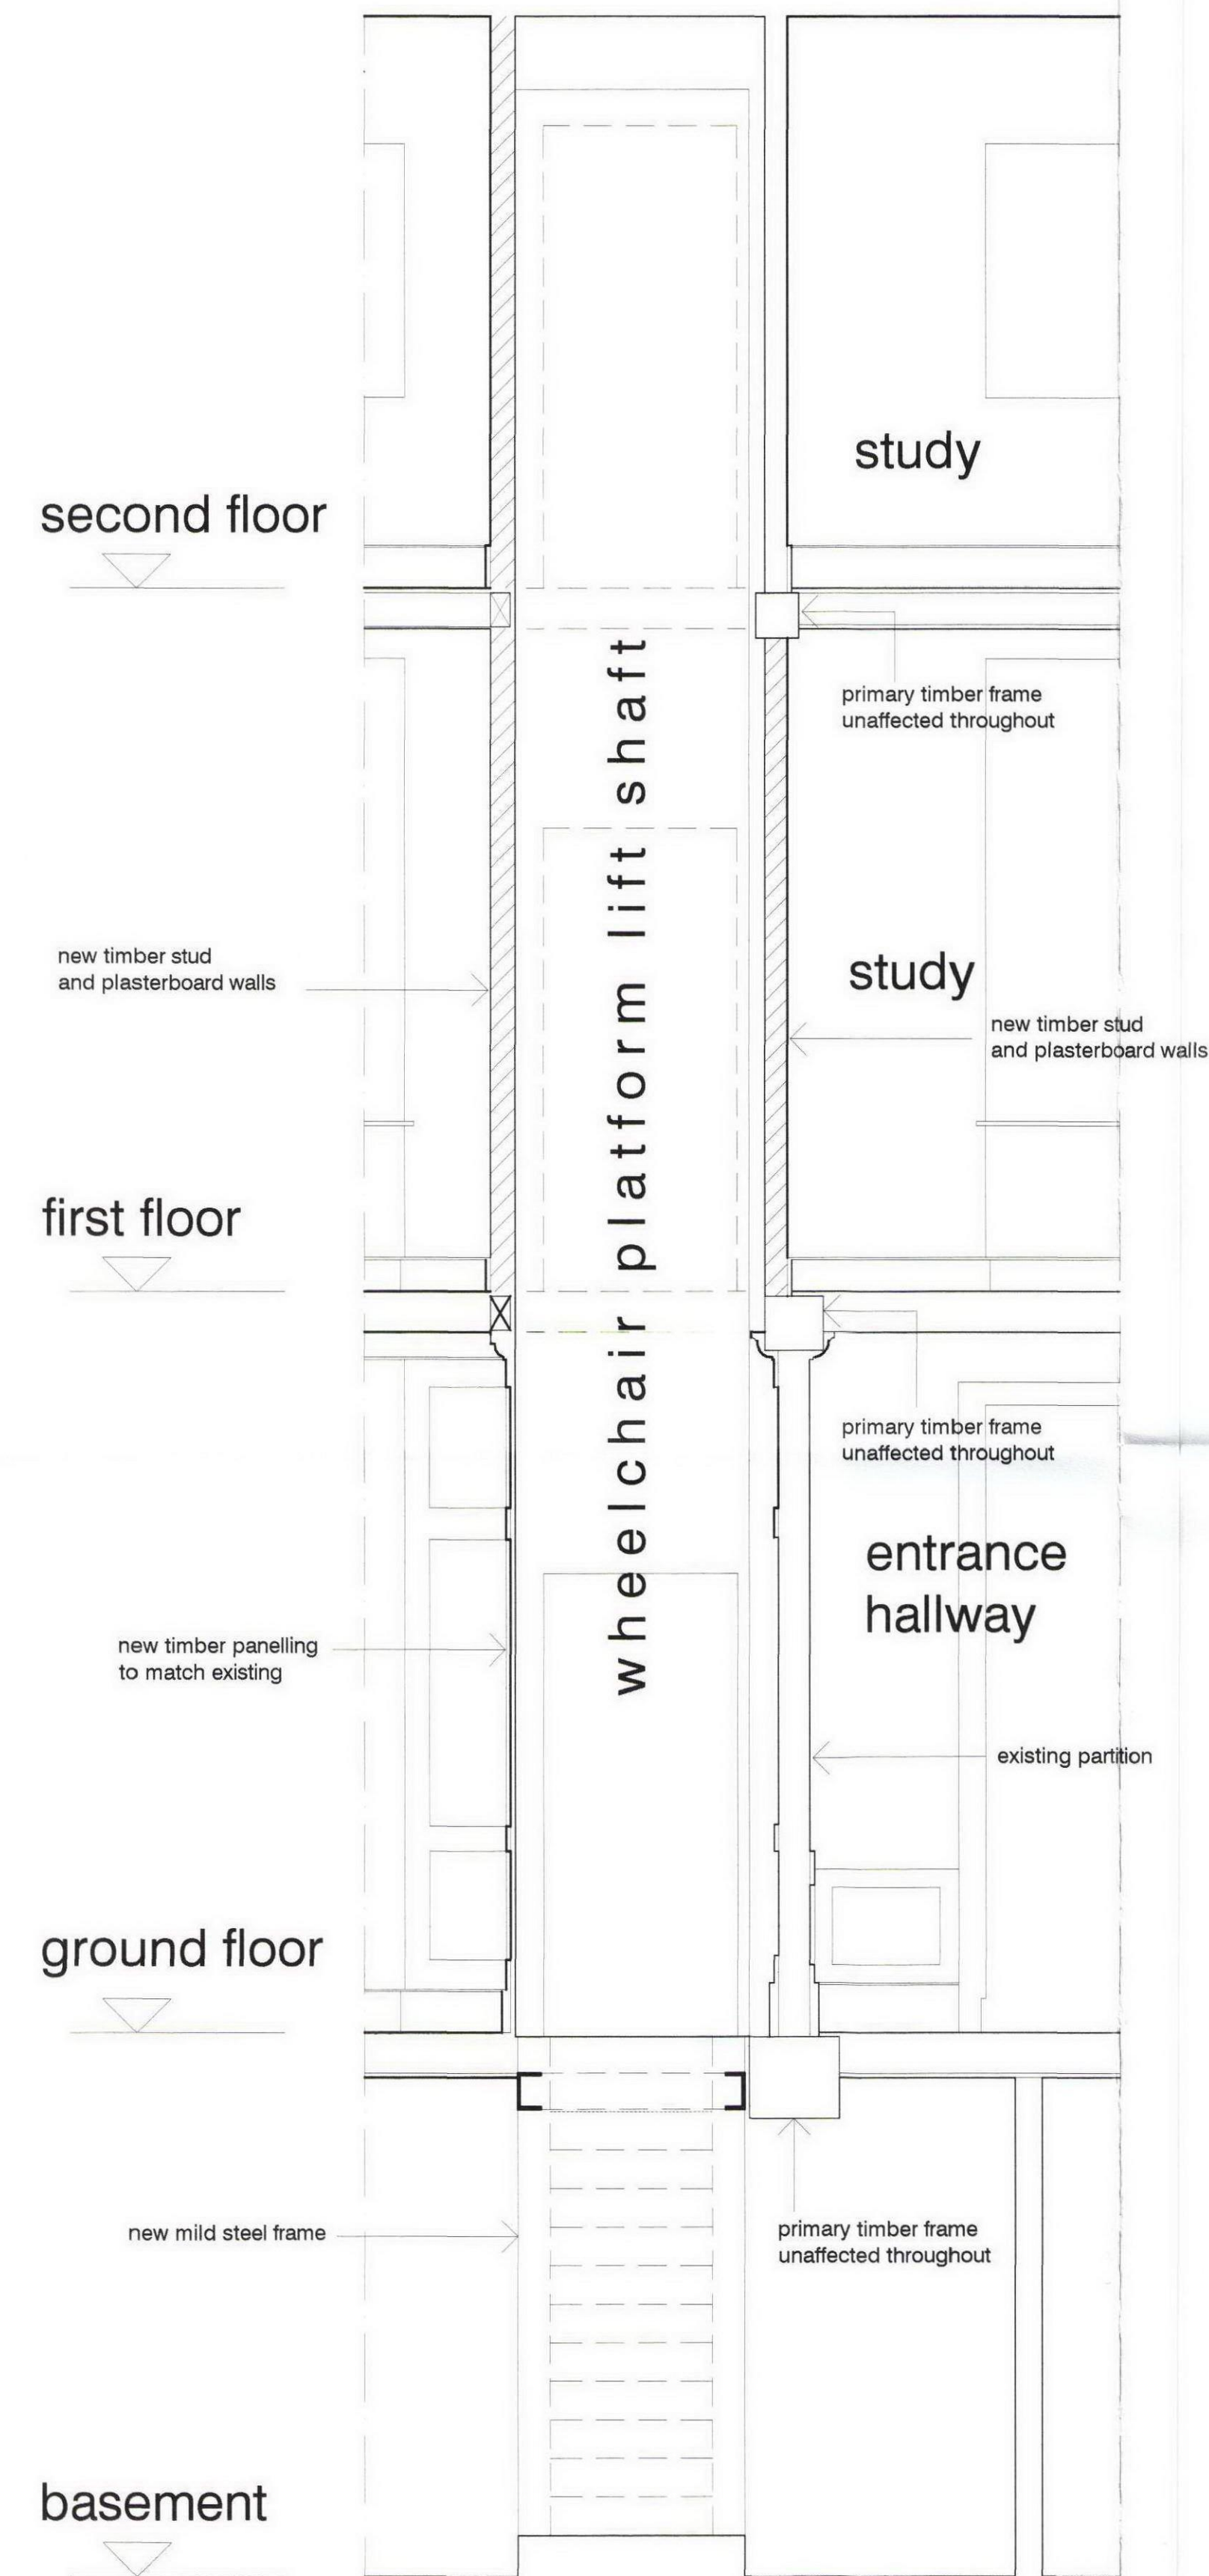 study
second floor
primary timber frame
unaffected throughout
wheelchair platform lift shaft
new timber stud
and plasterboard walls
study
new timber stud
and plasterboard walls
first floor
primary timber frame
unaffected throughout
entrance
hallway
new timber panelling
to match existing
existing partition
ground floor
new mild steel frame
primary timber frame
unaffected throughout
basement